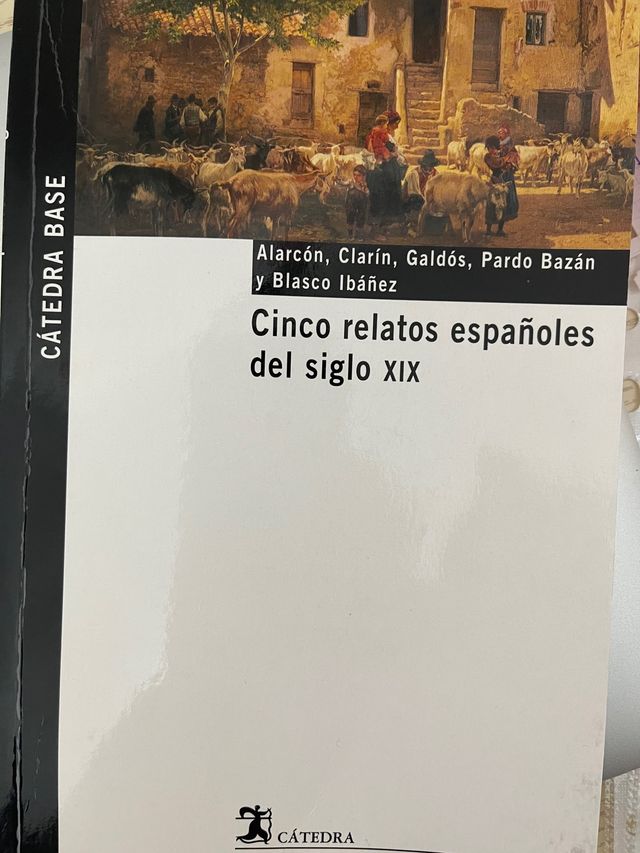 CÁTEDRA BASE
Alarcón, Clarín, Galdós, Pardo Bazán
y Blasco Ibáñez
Cinco relatos españoles
del siglo XIX
CÁTEDRA